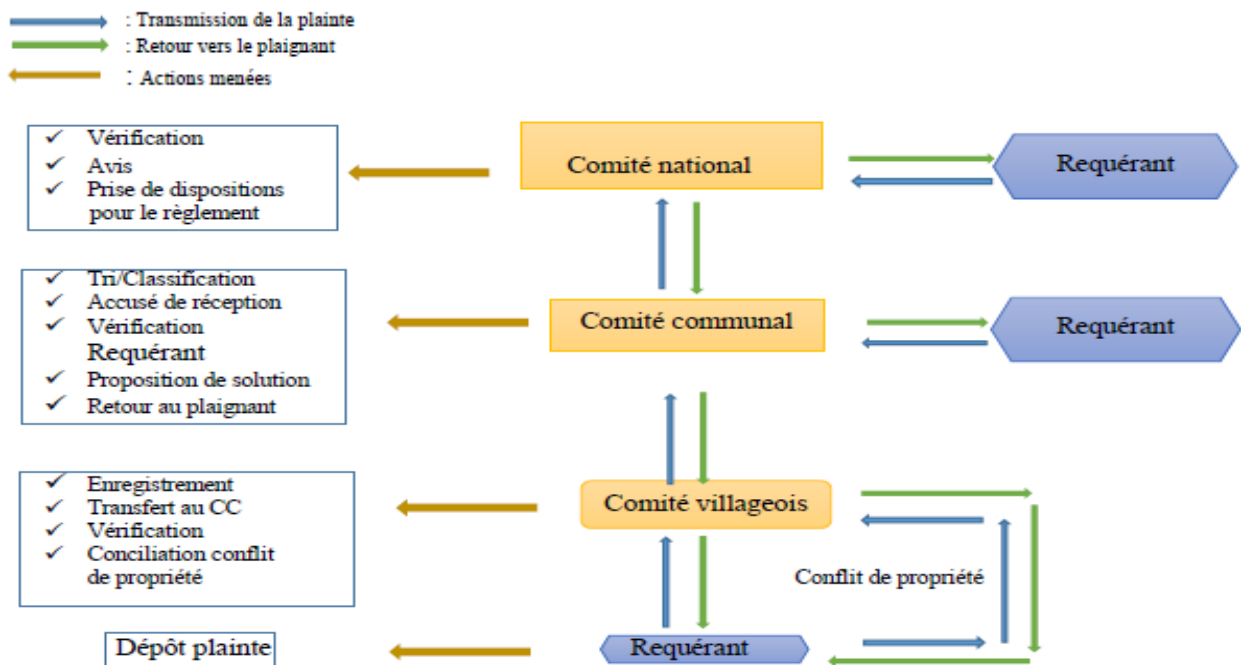 : Transmission de la plainte
: Retour vers le plaignant
: Actions menées
✓ Vérification
✓ Avis
✓ Prise de dispositions
pour le règlement
Comité national
Requérant
✓ Tri/Classification
✓ Accusé de réception
✓ Vérification
Requérant
✓ Proposition de solution
✓ Retour au plaignant
Comité communal
Requérant
✓ Enregistrement
✓ Transfert au CC
✓ Vérification
✓ Conciliation conflit
de propriété
Comité villageois
Conflit de propriété
Dépôt plainte
Requérant